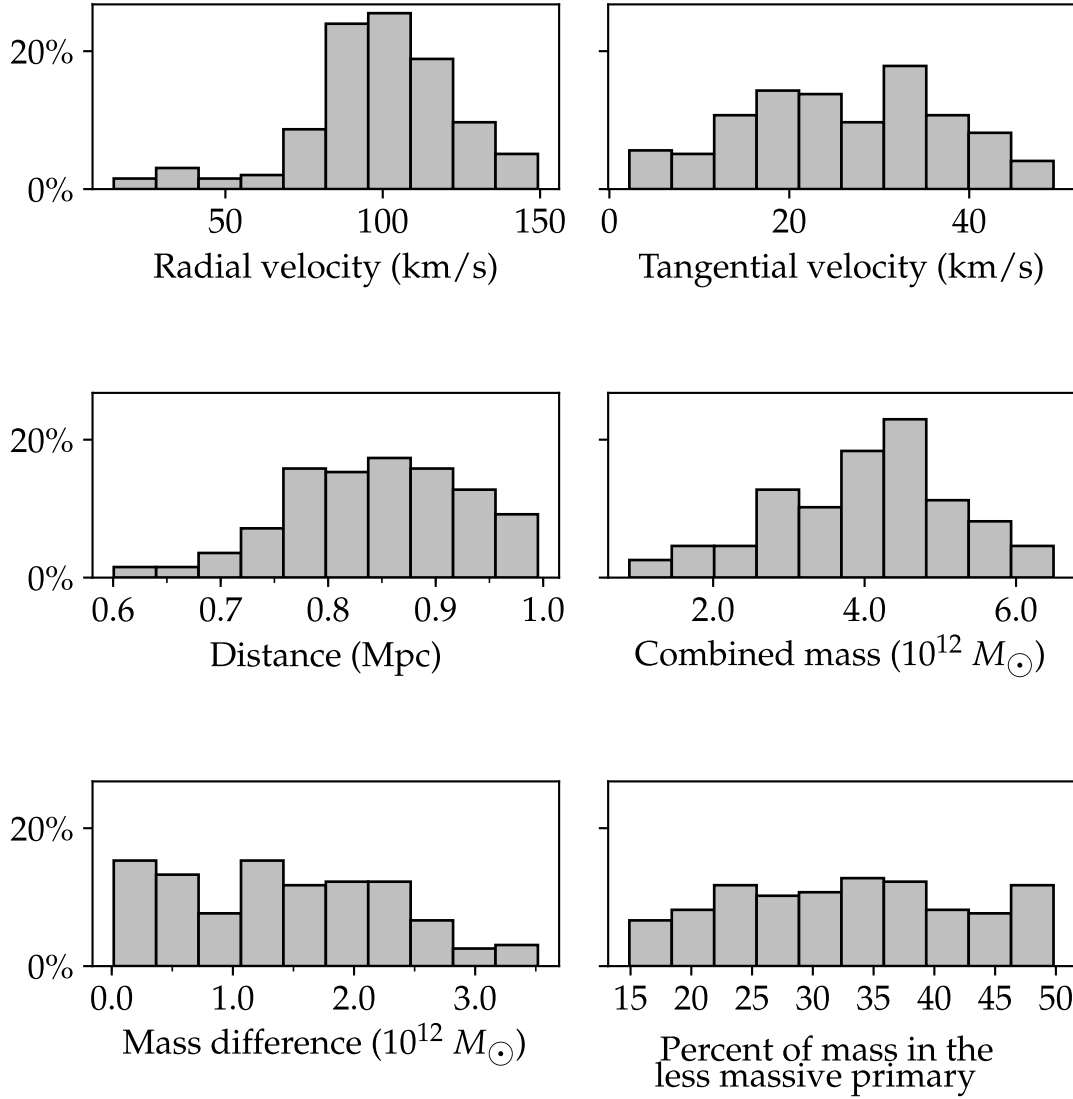 20%
0%
50 100 150
Radial velocity (km/s)
0 20 40
Tangential velocity (km/s)
20%
0%
0.6 0.7 0.8 0.9 1.0
Distance (Mpc)
2.0 4.0 6.0
Combined mass (10¹² M☉)
20%
0%
0.0 1.0 2.0 3.0
Mass difference (10¹² M☉)
15 20 25 30 35 40 45 50
Percent of mass in the
less massive primary